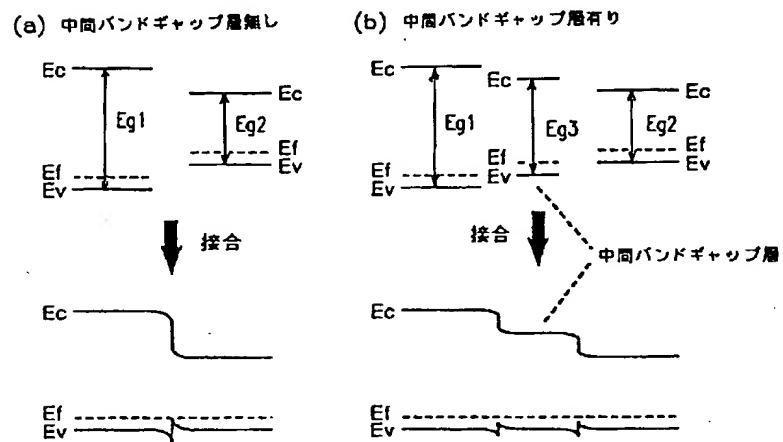 (a) 中間バンドギャップ層無し
Ec
Eg1
Ef
Ev
Ec
Eg2
Ef
Ev
接合
Ec
Ef
Ev
(b) 中間バンドギャップ層有り
Ec
Eg1
Ef
Ev
Ec
Eg3
Ef
Ev
Ec
Eg2
Ef
Ev
接合
中間バンドギャップ層
Ec
Ef
Ev